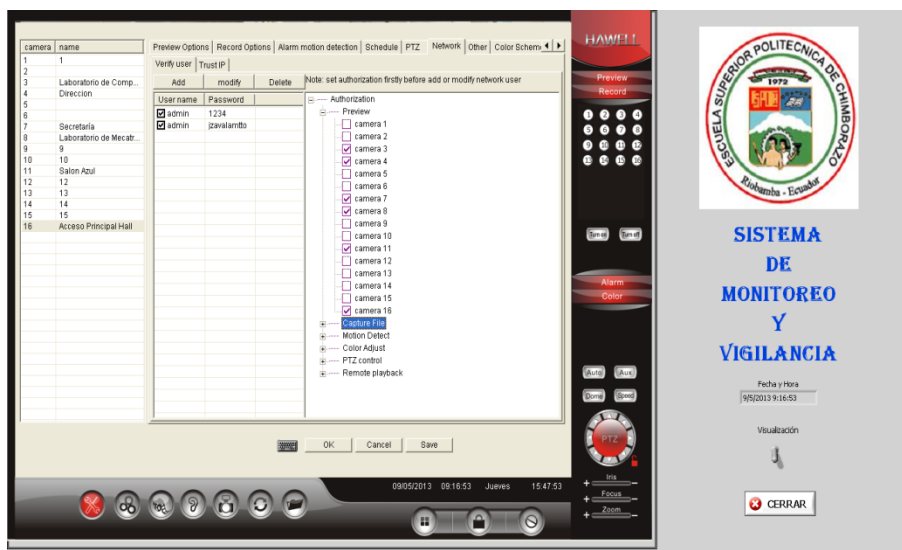 camera name
1 1
2
3 Laboratorio de Comp...
4 Direccion
5
6
7 Secretaría
8 Laboratorio de Mecatr...
9 9
10 10
11 Salon Azul
12 12
13 13
14 14
15 15
16 Acceso Principal Hall
Preview Options Record Options Alarm motion detection Schedule PTZ Network Other Color Schem
Verify user Trust IP
Add modify Delete Note: set authorization firstly before add or modify network user
User name Password
admin 1234
admin jzavalamtto
Authorization
Preview
camera 1
camera 2
camera 3
camera 4
camera 5
camera 6
camera 7
camera 8
camera 9
camera 10
camera 11
camera 12
camera 13
camera 14
camera 15
camera 16
Capture File
Motion Detect
Color Adjust
PTZ control
Remote playback
OK Cancel Save
09/05/2013 09:16:53 Jueves 15:47:53
HAWELL
Preview
Record
1 2 3 4
5 6 7 8
9 10 11 12
13 14 15 16
Turn on Turn off
Alarm
Color
Auto Aux
Dome Speed
PTZ
Iris
Focus
Zoom
ESCUELA SUPERIOR POLITECNICA DE CHIMBORAZO
1972
Riobamba - Ecuador
SISTEMA
DE
MONITOREO
Y
VIGILANCIA
Fecha y Hora
9/5/2013 9:16:53
Visualización
CERRAR